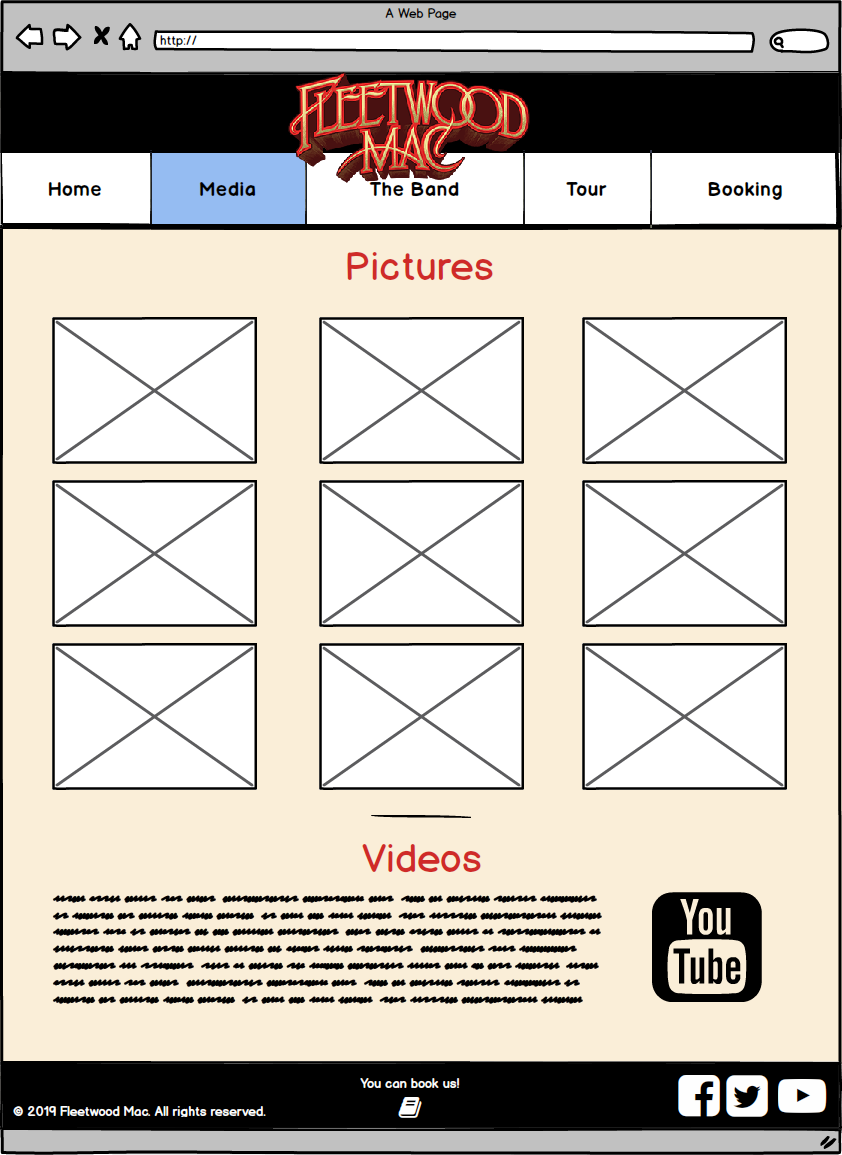 A Web Page
http://
FLEETWOOD
MAC
Home
Media
The Band
Tour
Booking
Pictures
Videos
You
Tube
You can book us!
© 2019 Fleetwood Mac. All rights reserved.